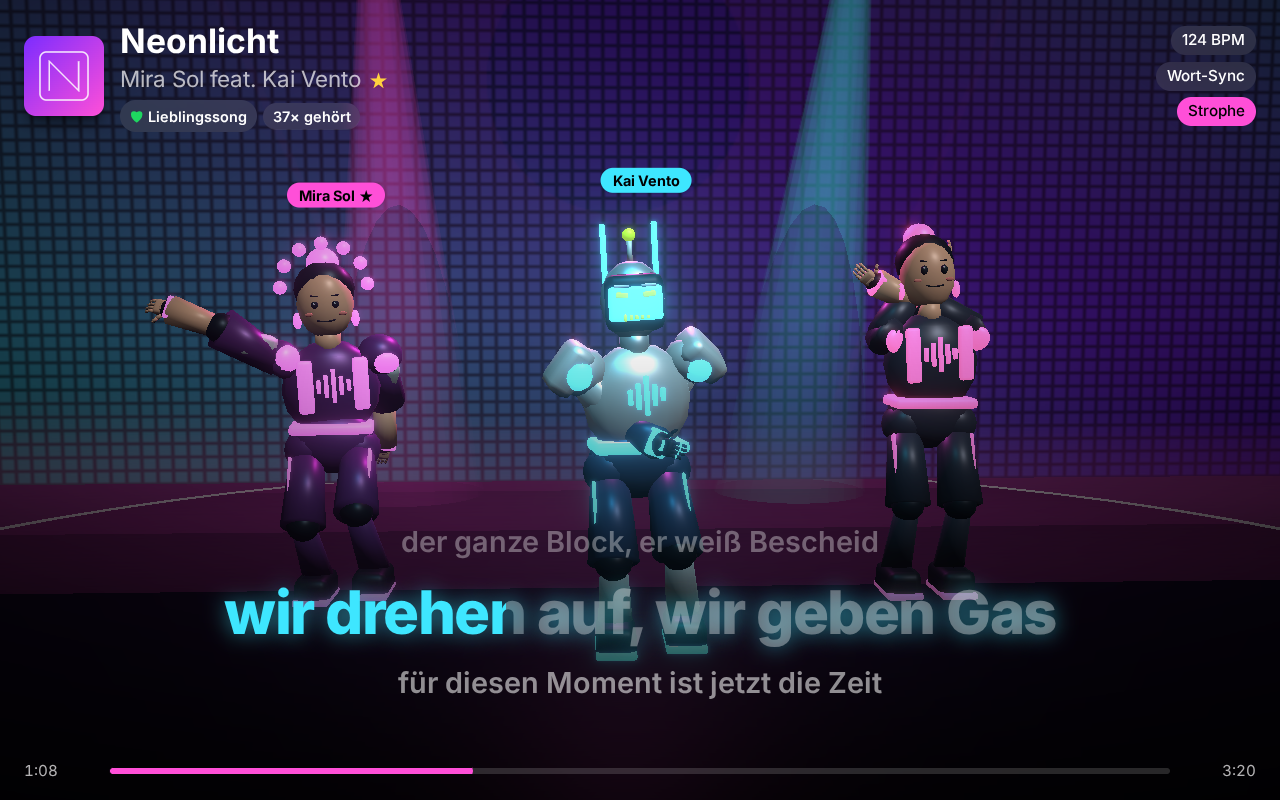 Neonlicht
N
Mira Sol feat. Kai Vento ★
Lieblingssong
37× gehört
124 BPM
Wort-Sync
Strophe
Mira Sol ★
Kai Vento
der ganze Block, er weiß Bescheid
wir drehen auf, wir geben Gas
für diesen Moment ist jetzt die Zeit
1:08
3:20